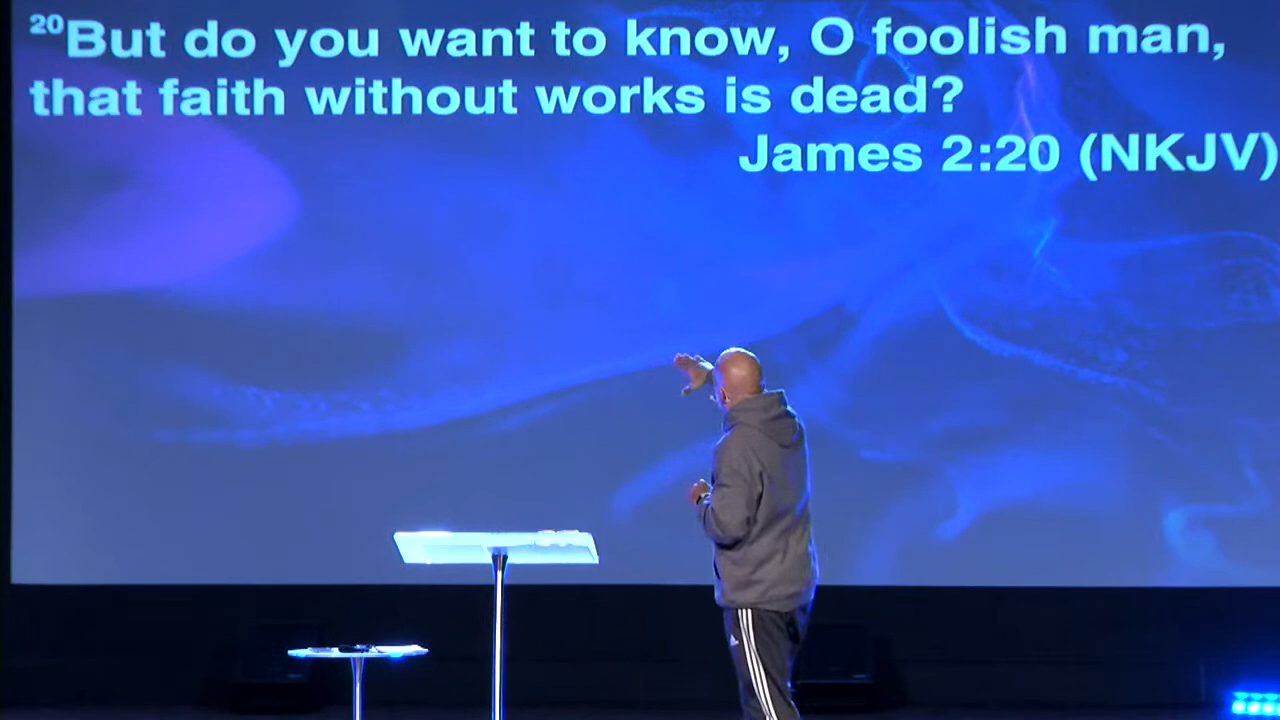 20But do you want to know, O foolish man,
that faith without works is dead?
James 2:20 (NKJV)